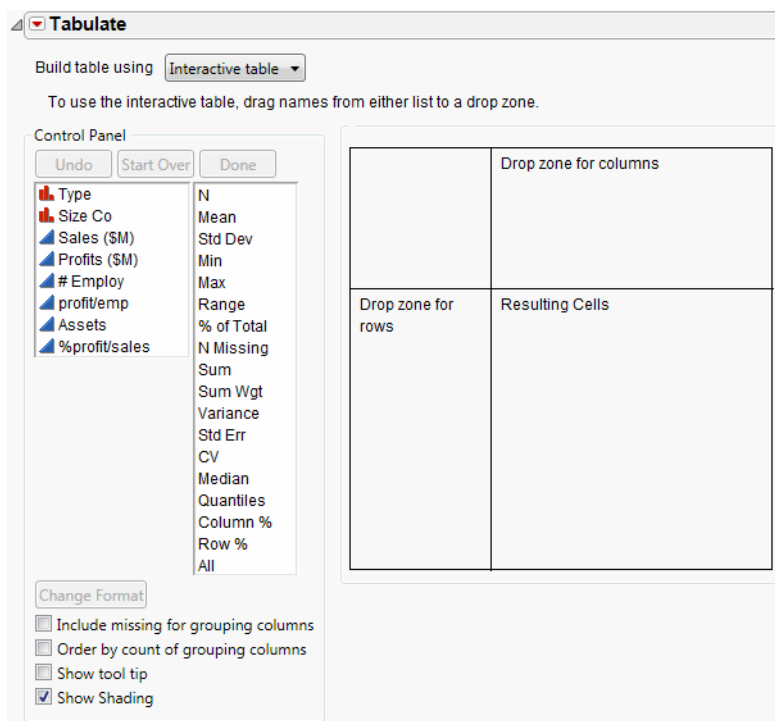 Tabulate
Build table using Interactive table
To use the interactive table, drag names from either list to a drop zone.
Control Panel
Undo Start Over Done
Type
Size Co
Sales ($M)
Profits ($M)
# Employ
profit/emp
Assets
%profit/sales
N
Mean
Std Dev
Min
Max
Range
% of Total
N Missing
Sum
Sum Wgt
Variance
Std Err
CV
Median
Quantiles
Column %
Row %
All
Change Format
Include missing for grouping columns
Order by count of grouping columns
Show tool tip
Show Shading
Drop zone for columns
Drop zone for
rows
Resulting Cells